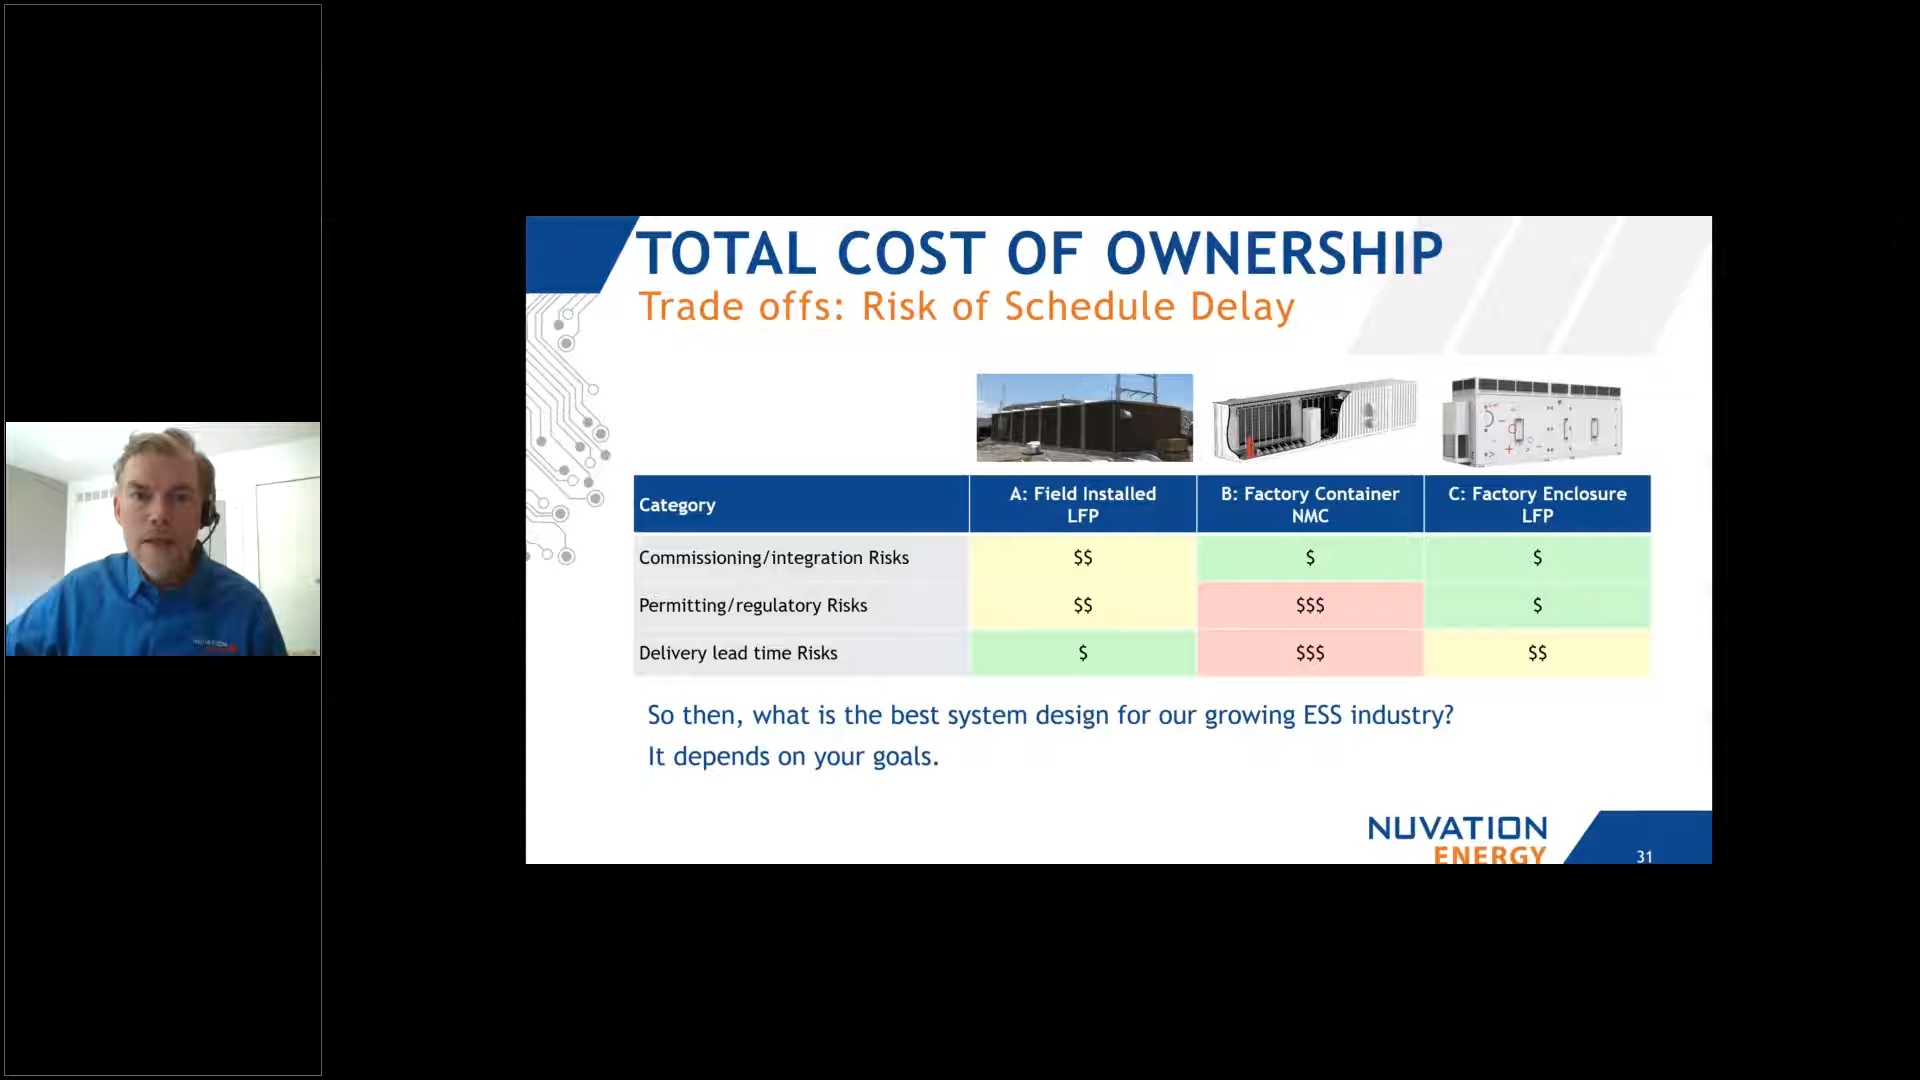 TOTAL COST OF OWNERSHIP
Trade offs: Risk of Schedule Delay
Category
A: Field Installed
LFP
B: Factory Container
NMC
C: Factory Enclosure
LFP
Commissioning/integration Risks
$$
$
$
Permitting/regulatory Risks
$$
$$$
$
Delivery lead time Risks
$
$$$
$$
So then, what is the best system design for our growing ESS industry?
It depends on your goals.
NUVATION
ENERGY
31